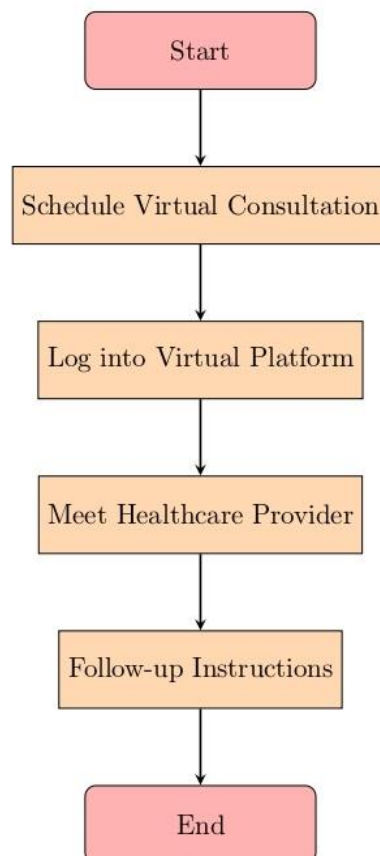 Start
Schedule Virtual Consultation
Log into Virtual Platform
Meet Healthcare Provider
Follow-up Instructions
End